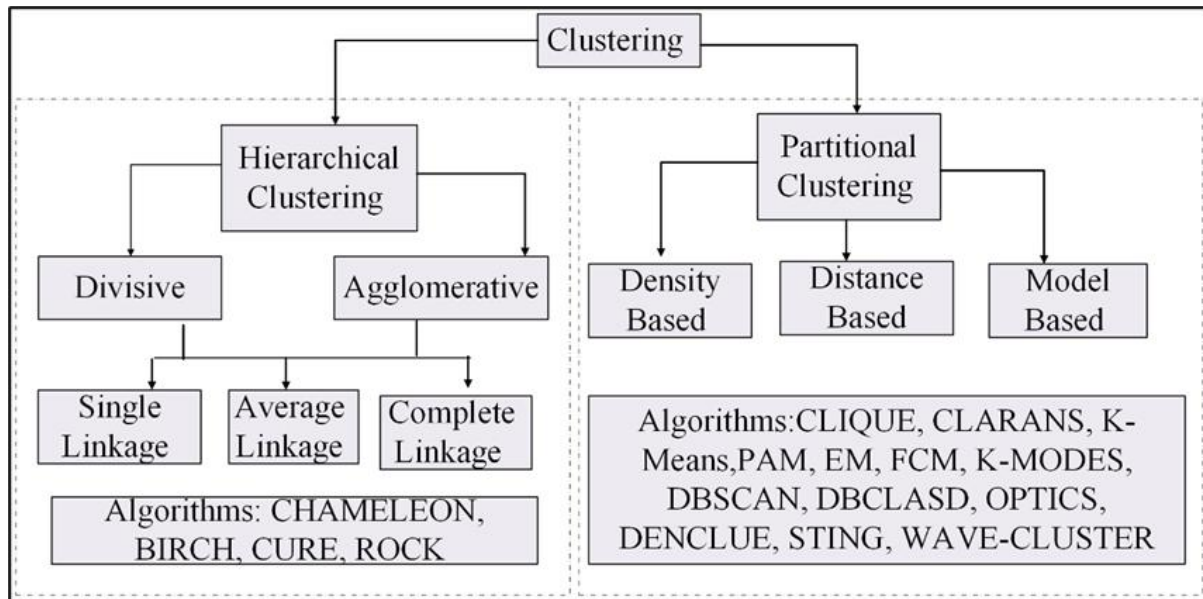 Clustering
Hierarchical
Clustering
Partitional
Clustering
Divisive
Agglomerative
Density
Based
Distance
Based
Model
Based
Single
Linkage
Average
Linkage
Complete
Linkage
Algorithms: CHAMELEON,
BIRCH, CURE, ROCK
Algorithms:CLIQUE, CLARANS, K-
Means,PAM, EM, FCM, K-MODES,
DBSCAN, DBCLASD, OPTICS,
DENCLUE, STING, WAVE-CLUSTER